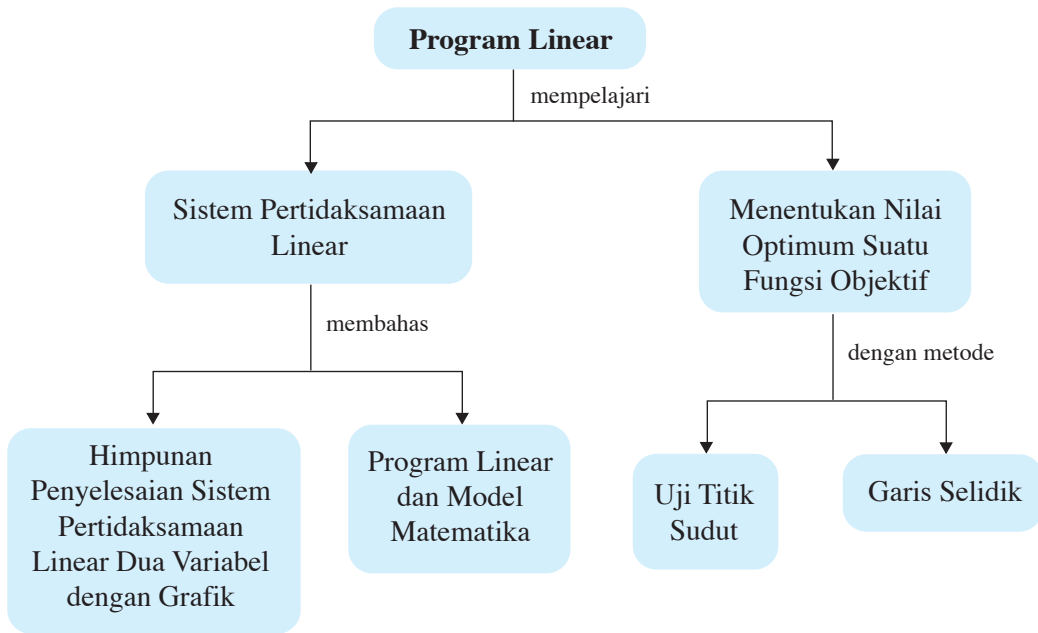 Program Linear
mempelajari
Sistem Pertidaksamaan
Linear
Menentukan Nilai
Optimum Suatu
Fungsi Objektif
membahas
dengan metode
Himpunan
Penyelesaian Sistem
Pertidaksamaan
Linear Dua Variabel
dengan Grafik
Program Linear
dan Model
Matematika
Uji Titik
Sudut
Garis Selidik